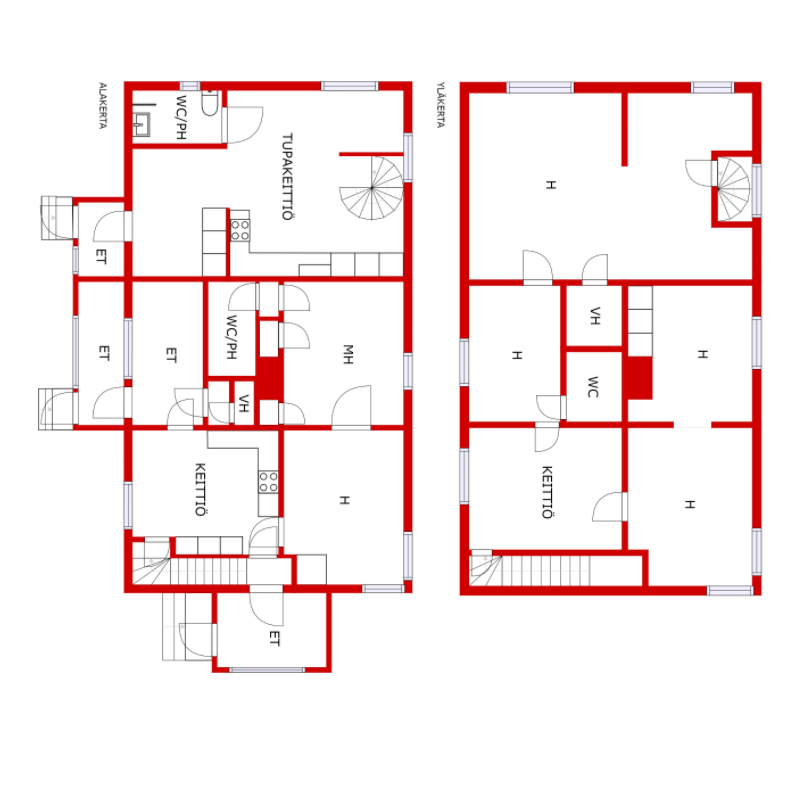 ALAKERTA
WC/PH
TUPAKEITTIÖ
ET
ET
ET
WC/PH
VH
MH
KEITTIÖ
H
ET
YLÄKERTA
H
H
VH
WC
H
KEITTIÖ
H